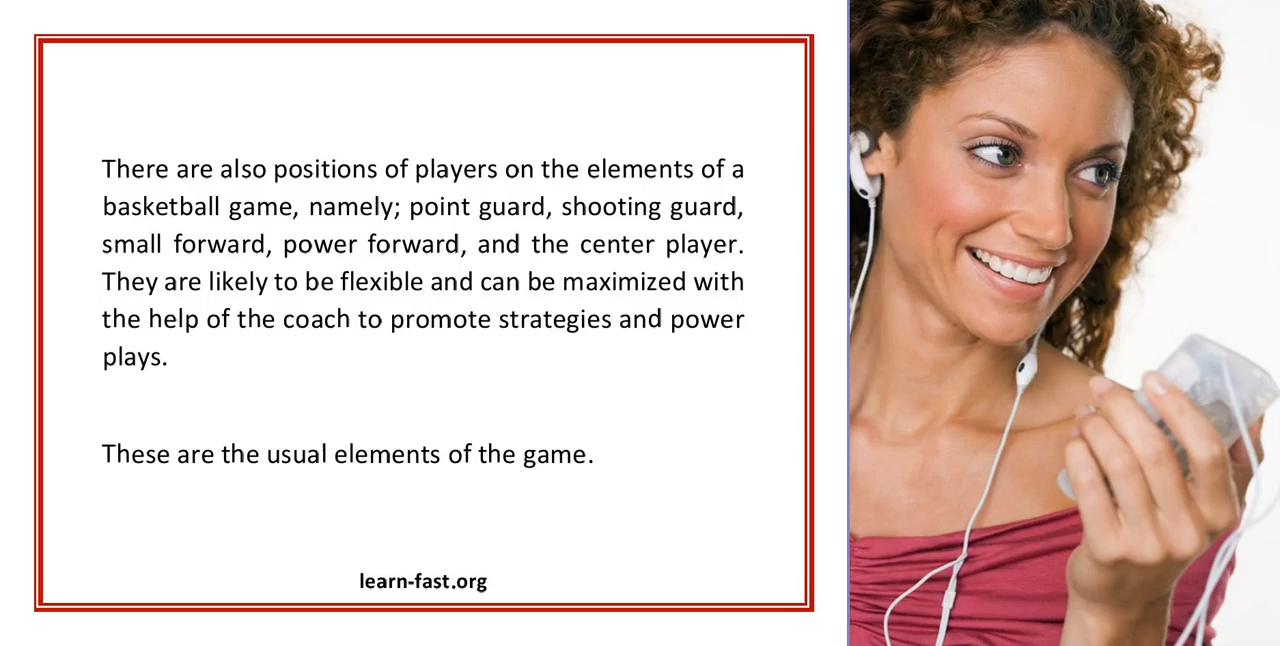 There are also positions of players on the elements of a
basketball game, namely; point guard, shooting guard,
small forward, power forward, and the center player.
They are likely to be flexible and can be maximized with
the help of the coach to promote strategies and power
plays.
These are the usual elements of the game.
learn-fast.org